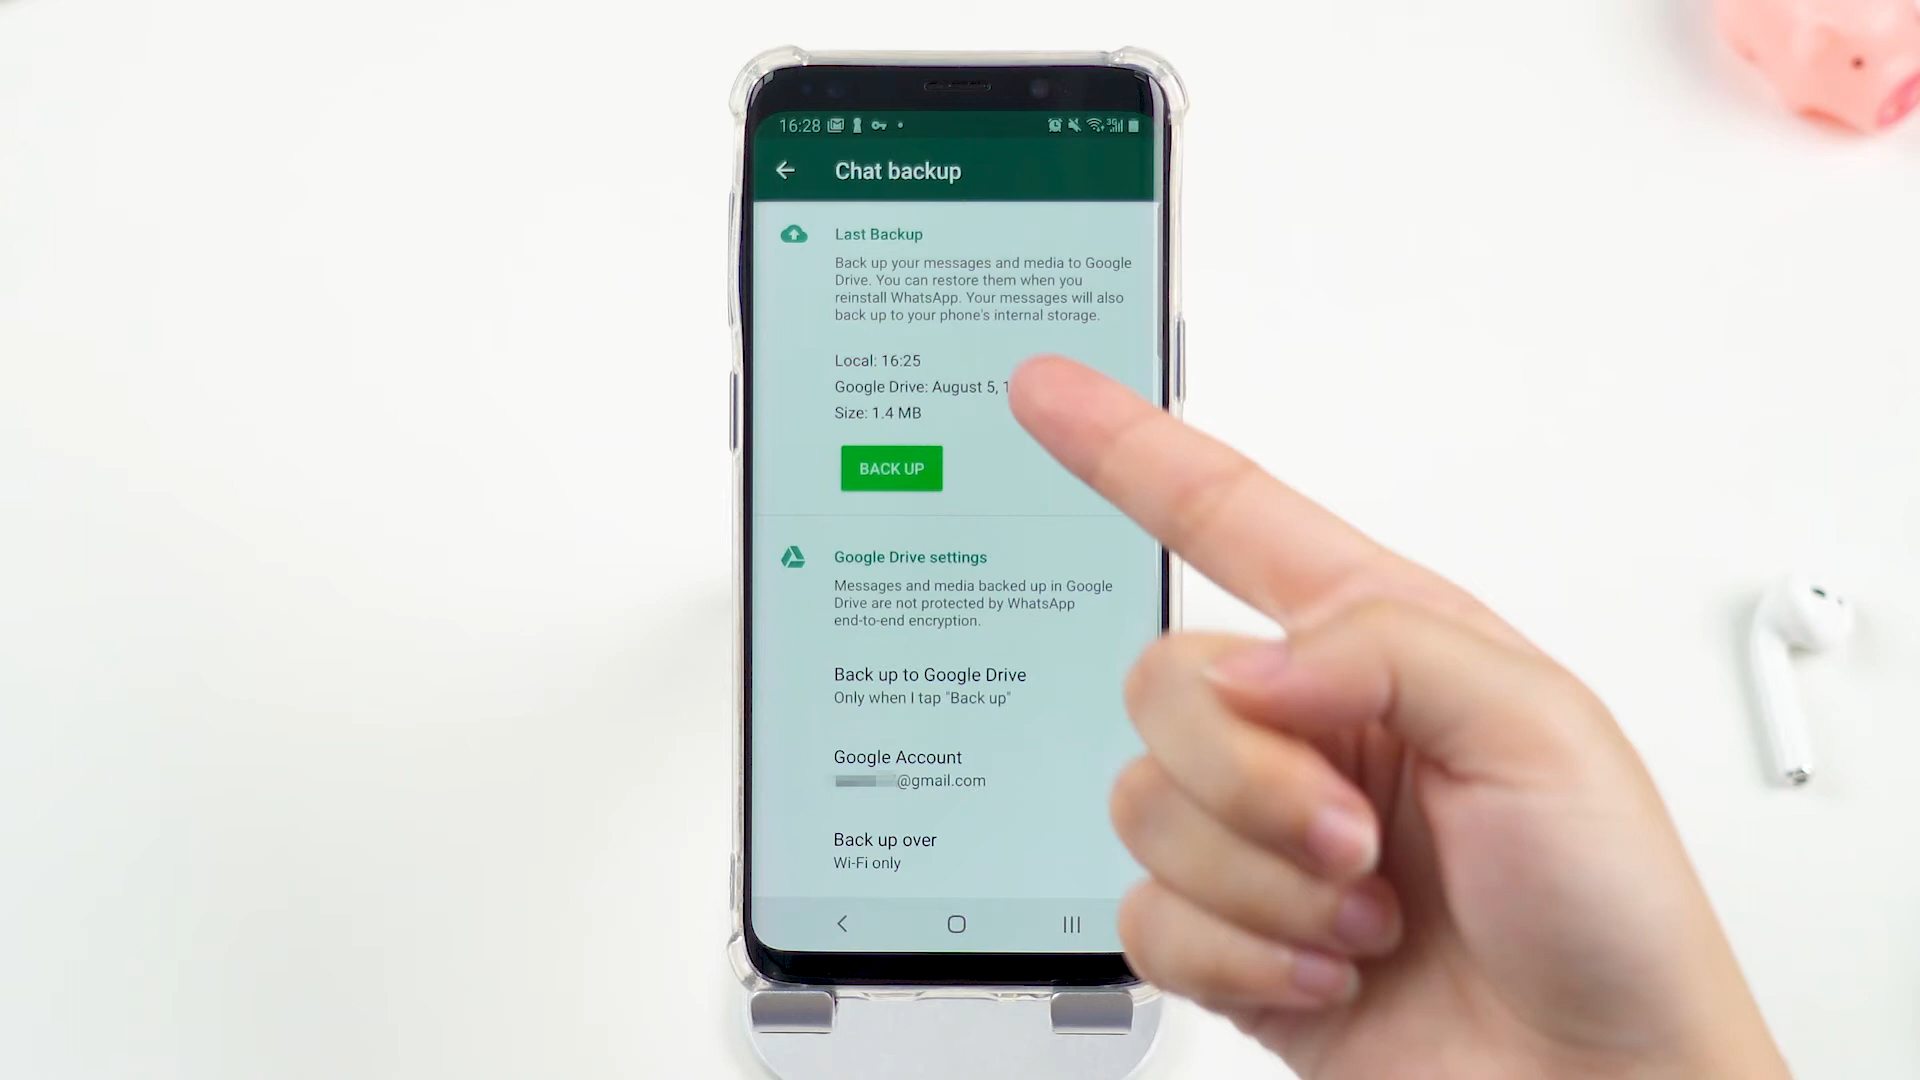 16:28
3G
Chat backup
Last Backup
Back up your messages and media to Google
Drive. You can restore them when you
reinstall WhatsApp. Your messages will also
back up to your phone's internal storage.
Local: 16:25
Google Drive: August 5, 1
Size: 1.4 MB
BACK UP
Google Drive settings
Messages and media backed up in Google
Drive are not protected by WhatsApp
end-to-end encryption.
Back up to Google Drive
Only when I tap "Back up"
Google Account
@gmail.com
Back up over
Wi-Fi only